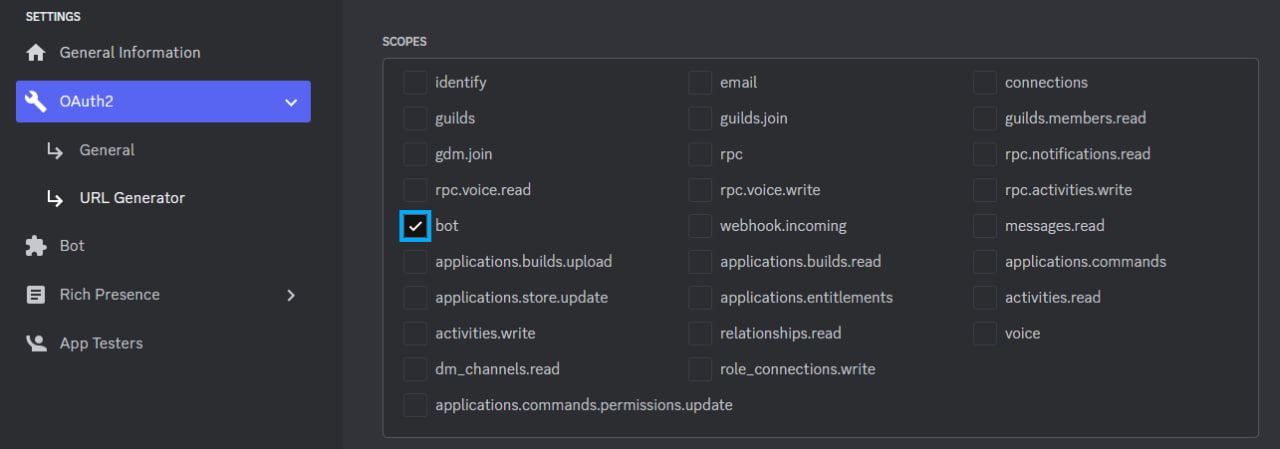 SETTINGS
General Information
OAuth2
General
URL Generator
Bot
Rich Presence
App Testers
SCOPES
identify email connections
guilds guilds.join guilds.members.read
gdm.join rpc rpc.notifications.read
rpc.voice.read rpc.voice.write rpc.activities.write
bot webhook.incoming messages.read
applications.builds.upload applications.builds.read applications.commands
applications.store.update applications.entitlements activities.read
activities.write relationships.read voice
dm_channels.read role_connections.write
applications.commands.permissions.update